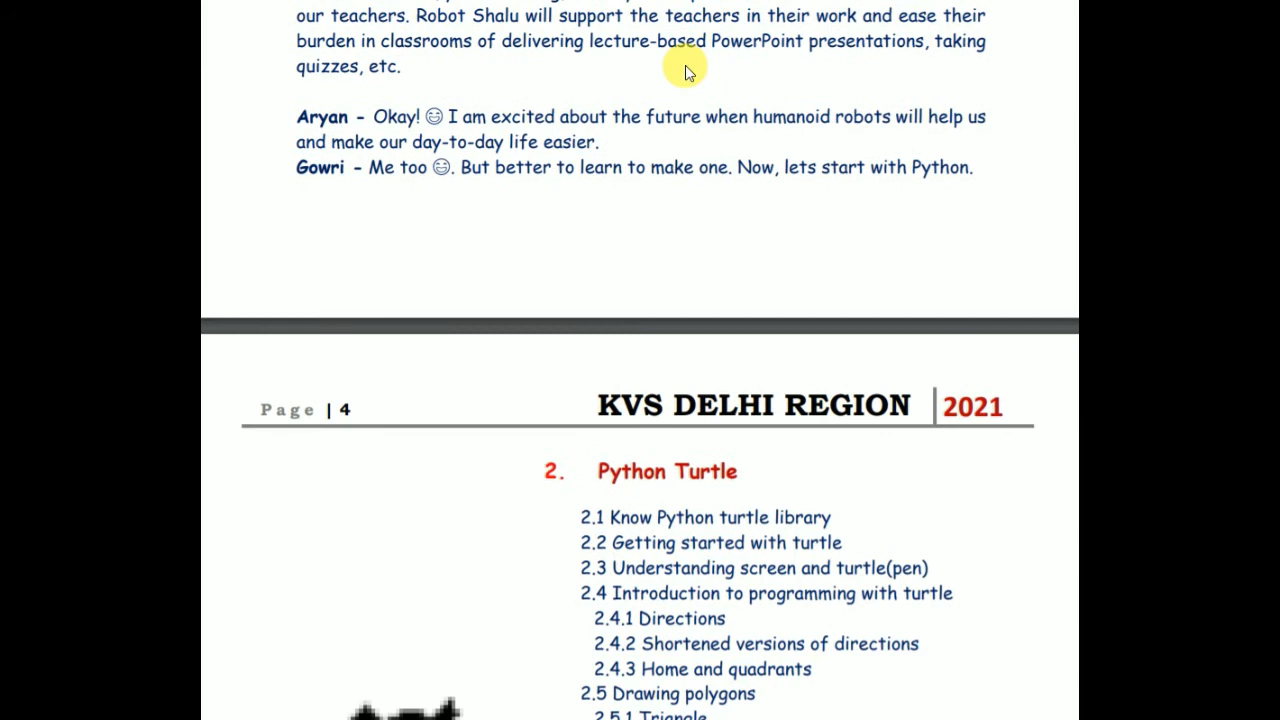 our teachers. Robot Shalu will support the teachers in their work and ease their
burden in classrooms of delivering lecture-based PowerPoint presentations, taking
quizzes, etc.
Aryan - Okay! 😄 I am excited about the future when humanoid robots will help us
and make our day-to-day life easier.
Gowri - Me too 😄. But better to learn to make one. Now, lets start with Python.
Page | 4
KVS DELHI REGION 2021
2. Python Turtle
2.1 Know Python turtle library
2.2 Getting started with turtle
2.3 Understanding screen and turtle(pen)
2.4 Introduction to programming with turtle
2.4.1 Directions
2.4.2 Shortened versions of directions
2.4.3 Home and quadrants
2.5 Drawing polygons
2.5.1 Triangle